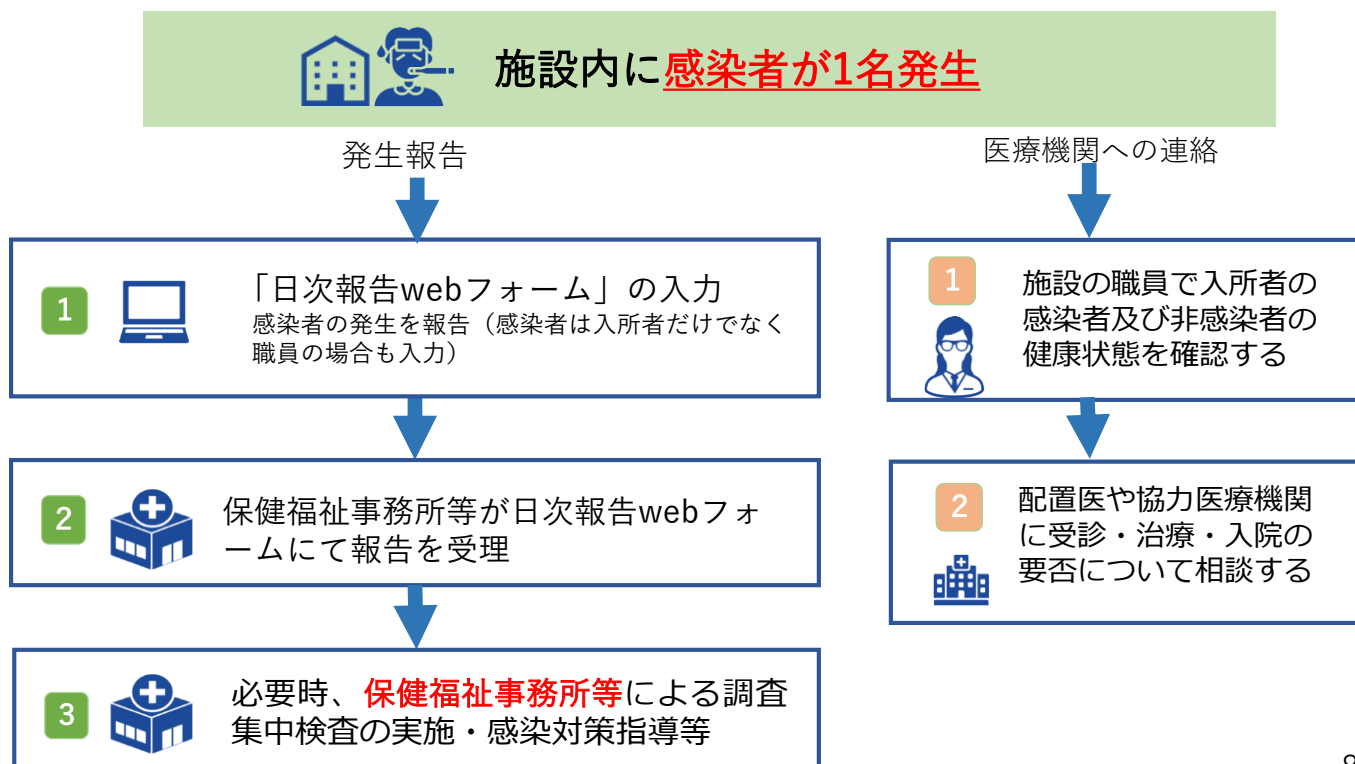 施設内に感染者が1名発生
発生報告
1
「日次報告webフォーム」の入力
感染者の発生を報告（感染者は入所者だけでなく
職員の場合も入力）
2
保健福祉事務所等が日次報告webフォ
ームにて報告を受理
3
必要時、保健福祉事務所等による調査
集中検査の実施・感染対策指導等
医療機関への連絡
1
施設の職員で入所者の
感染者及び非感染者の
健康状態を確認する
2
配置医や協力医療機関
に受診・治療・入院の
要否について相談する